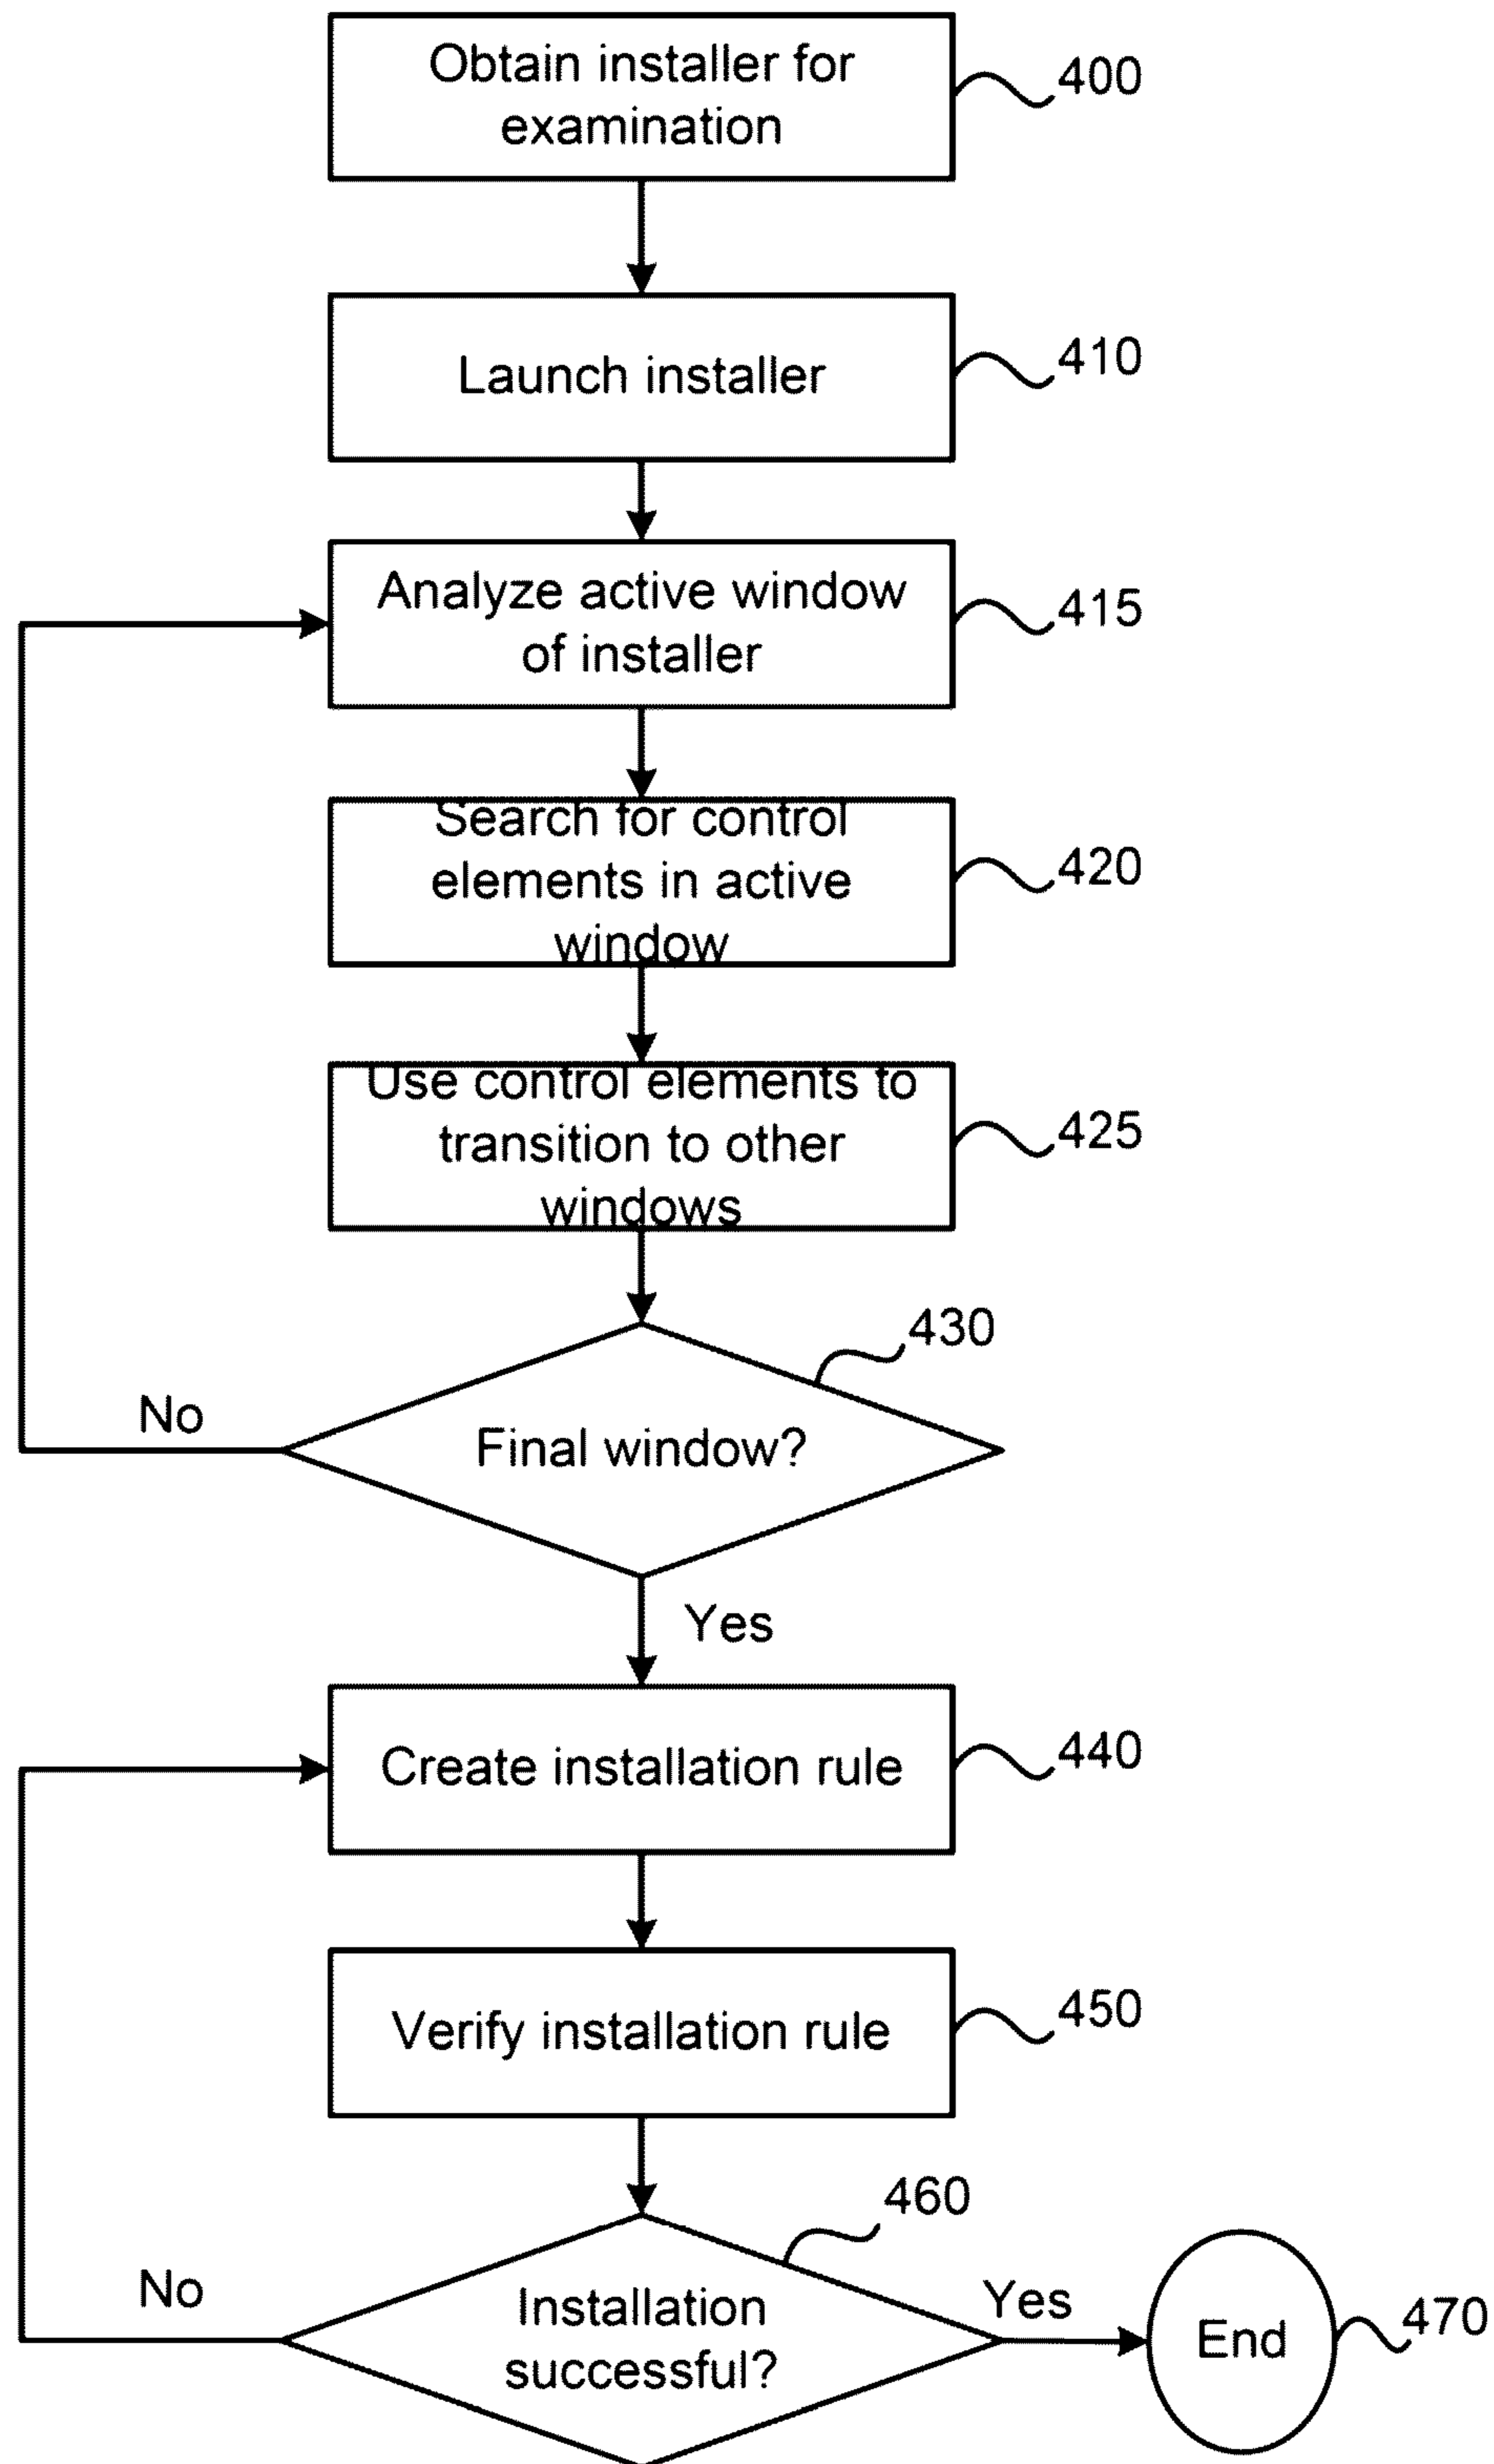 Obtain installer for
examination
400
Launch installer
410
Analyze active window
of installer
415
Search for control
elements in active
window
420
Use control elements to
transition to other
windows
425
430
Final window?
No
Yes
Create installation rule
440
Verify installation rule
450
460
Installation
successful?
No
Yes
End
470